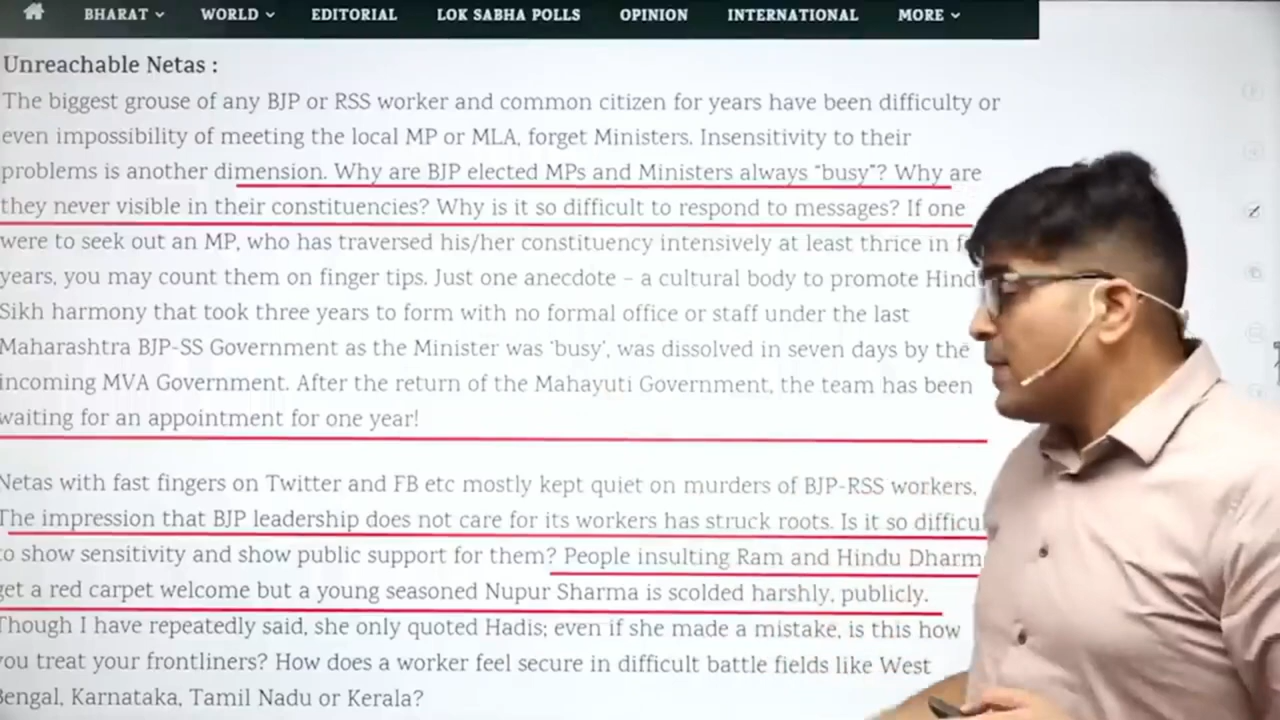 BHARAT WORLD EDITORIAL LOK SABHA POLLS OPINION INTERNATIONAL MORE
Unreachable Netas :
The biggest grouse of any BJP or RSS worker and common citizen for years have been difficulty or
even impossibility of meeting the local MP or MLA, forget Ministers. Insensitivity to their
problems is another dimension. Why are BJP elected MPs and Ministers always “busy”? Why are
they never visible in their constituencies? Why is it so difficult to respond to messages? If one
were to seek out an MP, who has traversed his/her constituency intensively at least thrice in
years, you may count them on finger tips. Just one anecdote – a cultural body to promote Hind
Sikh harmony that took three years to form with no formal office or staff under the last
Maharashtra BJP-SS Government as the Minister was ‘busy’, was dissolved in seven days by the
incoming MVA Government. After the return of the Mahayuti Government, the team has been
waiting for an appointment for one year!
Netas with fast fingers on Twitter and FB etc mostly kept quiet on murders of BJP-RSS workers.
The impression that BJP leadership does not care for its workers has struck roots. Is it so difficu
to show sensitivity and show public support for them? People insulting Ram and Hindu Dharm
get a red carpet welcome but a young seasoned Nupur Sharma is scolded harshly, publicly.
Though I have repeatedly said, she only quoted Hadis; even if she made a mistake, is this how
you treat your frontliners? How does a worker feel secure in difficult battle fields like West
Bengal, Karnataka, Tamil Nadu or Kerala?